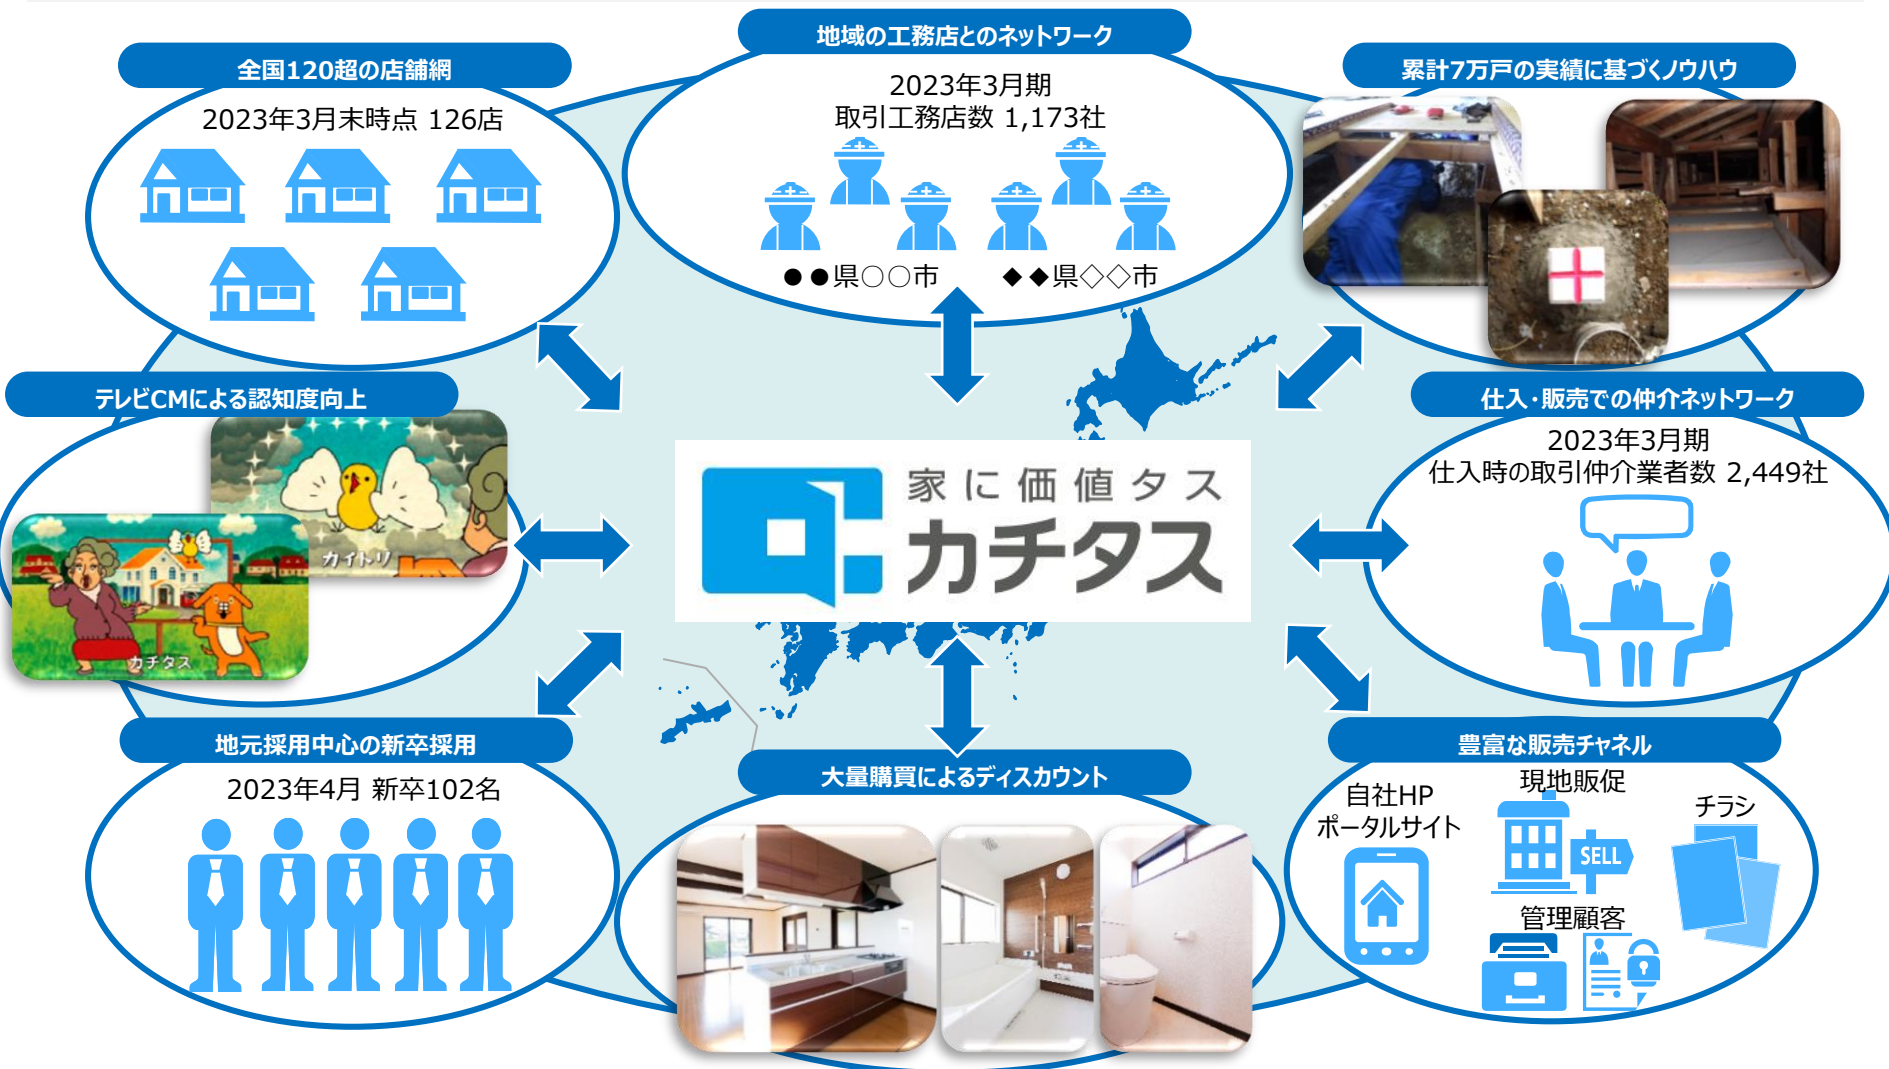 地域の工務店とのネットワーク
2023年3月期
取引工務店数 1,173社
●●県○○市
◆◆県◇◇市
全国120超の店舗網
2023年3月末時点 126店
累計7万戸の実績に基づくノウハウ
テレビCMによる認知度向上
カイトリ
カチタス
家に価値タス
カチタス
仕入・販売での仲介ネットワーク
2023年3月期
仕入時の取引仲介業者数 2,449社
地元採用中心の新卒採用
2023年4月 新卒102名
大量購買によるディスカウント
豊富な販売チャネル
自社HP
ポータルサイト
現地販促
SELL
チラシ
管理顧客